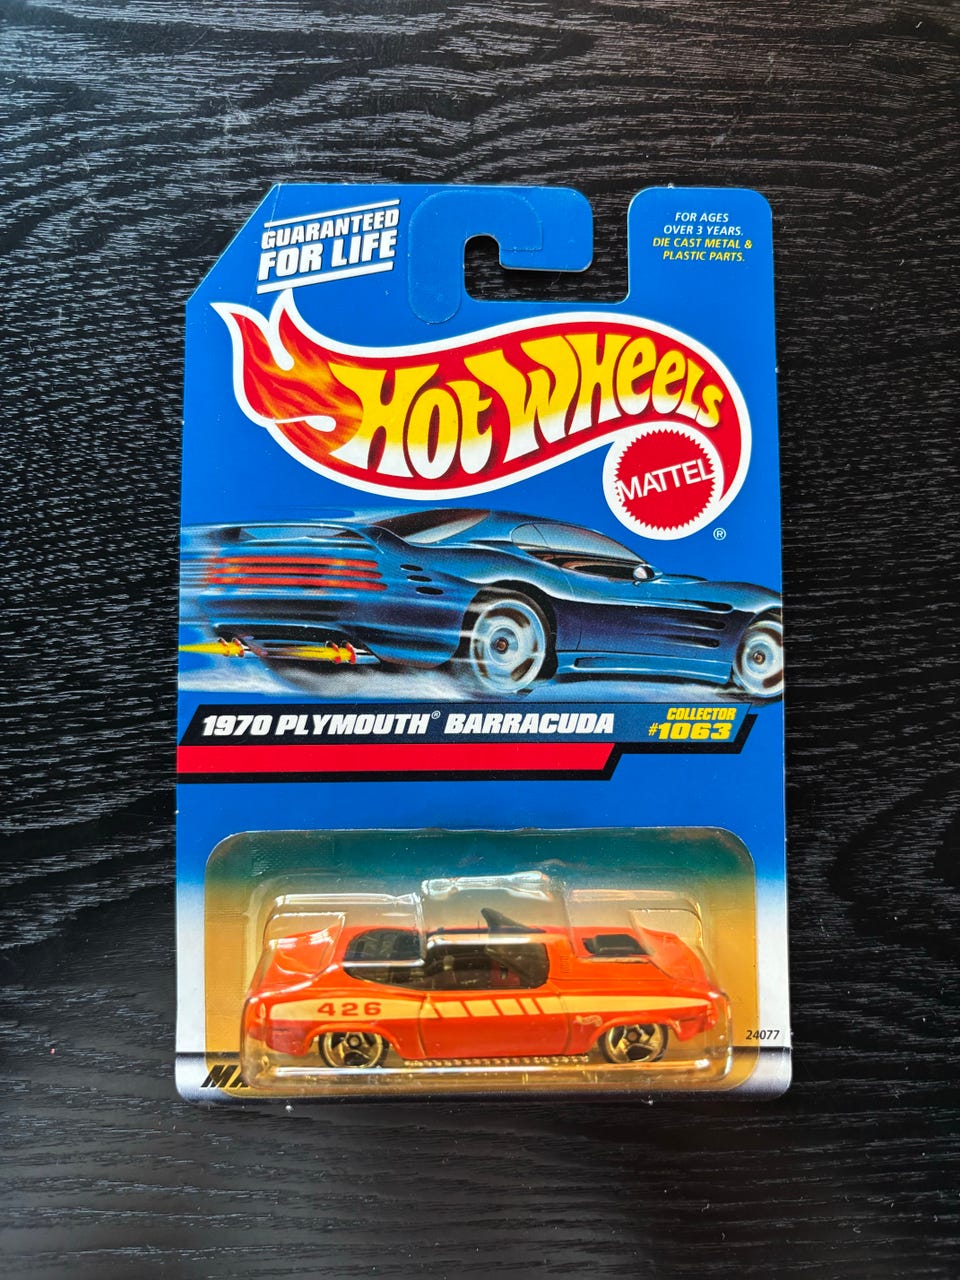 GUARANTEED
FOR LIFE
FOR AGES
OVER 3 YEARS.
DIE CAST METAL &
PLASTIC PARTS.
HOT WHEELS
MATTEL
®
1970 PLYMOUTH® BARRACUDA
COLLECTOR
#1063
426
24077